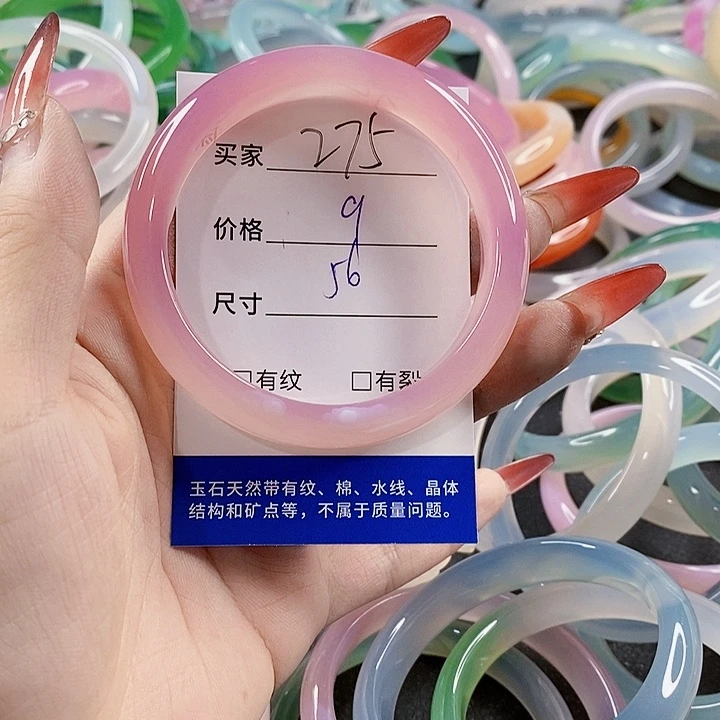 买家 275
价格 9
尺寸 56
□有纹 □有裂
玉石天然带有纹、棉、水线、晶体
结构和矿点等，不属于质量问题。